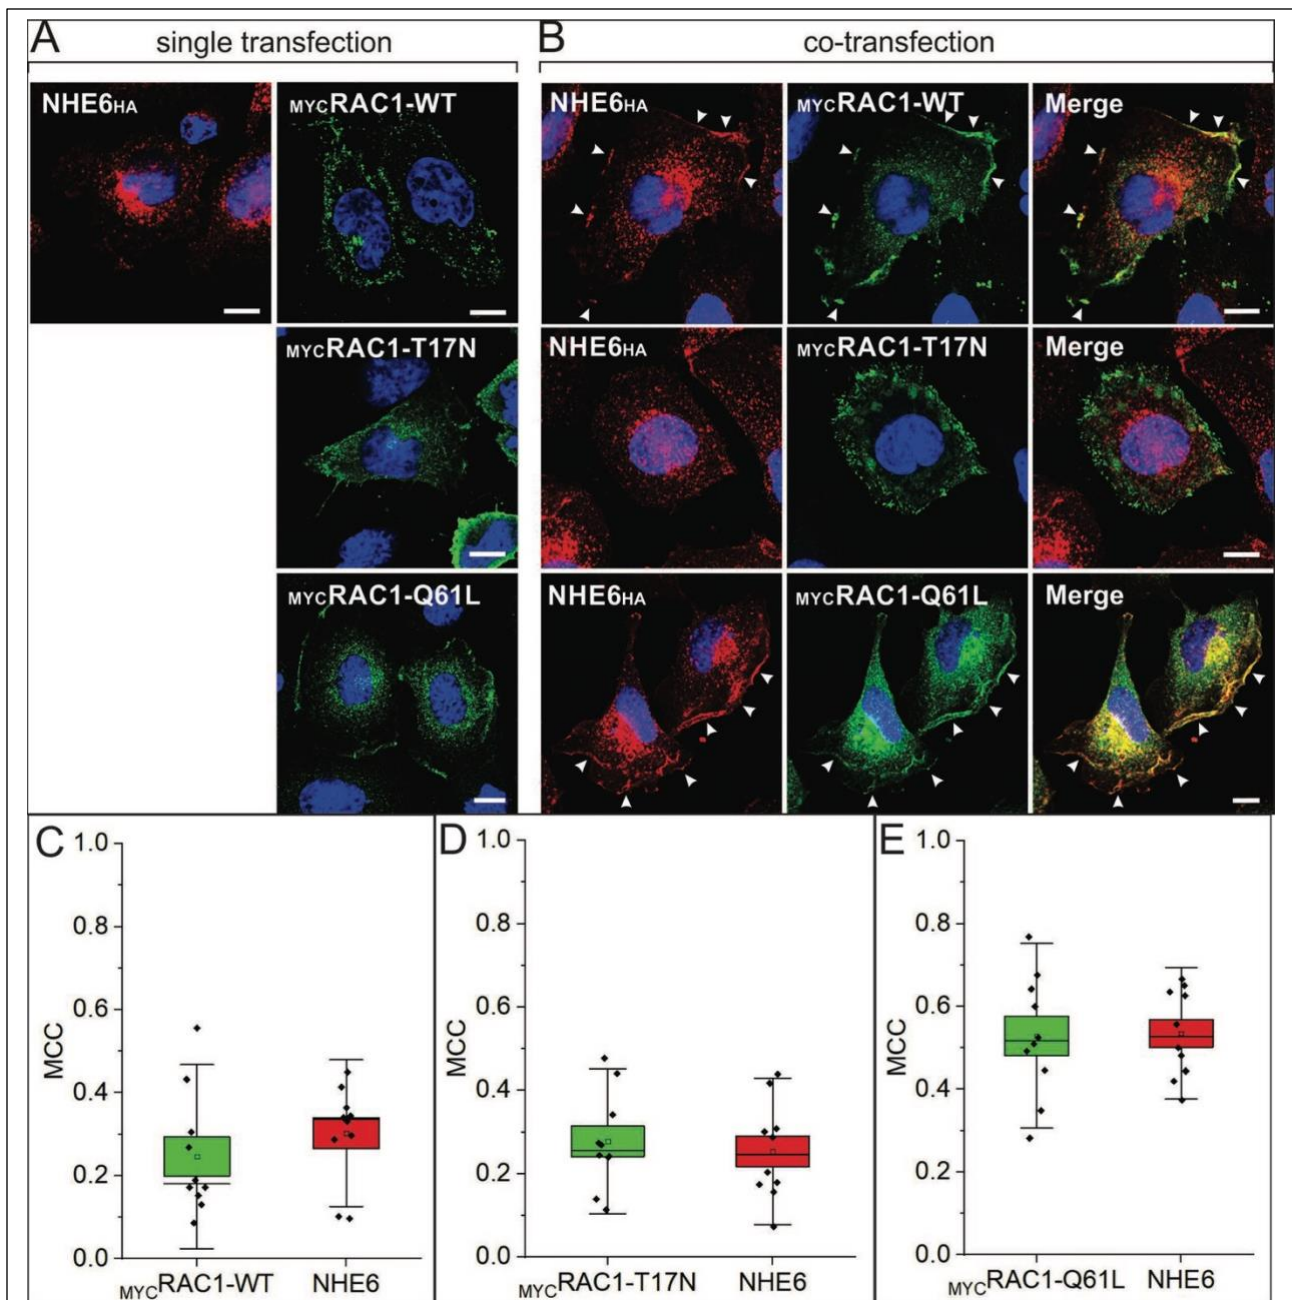 A
single transfection
B
co-transfection
NHE6HA
MYCRAC1-WT
NHE6HA
MYCRAC1-WT
Merge
MYCRAC1-T17N
NHE6HA
MYCRAC1-T17N
Merge
MYCRAC1-Q61L
NHE6HA
MYCRAC1-Q61L
Merge
C
1.0
0.8
0.6
0.4
0.2
0.0
MCC
MYCRAC1-WT
NHE6
D
1.0
0.8
0.6
0.4
0.2
0.0
MCC
MYCRAC1-T17N
NHE6
E
1.0
0.8
0.6
0.4
0.2
0.0
MCC
MYCRAC1-Q61L
NHE6